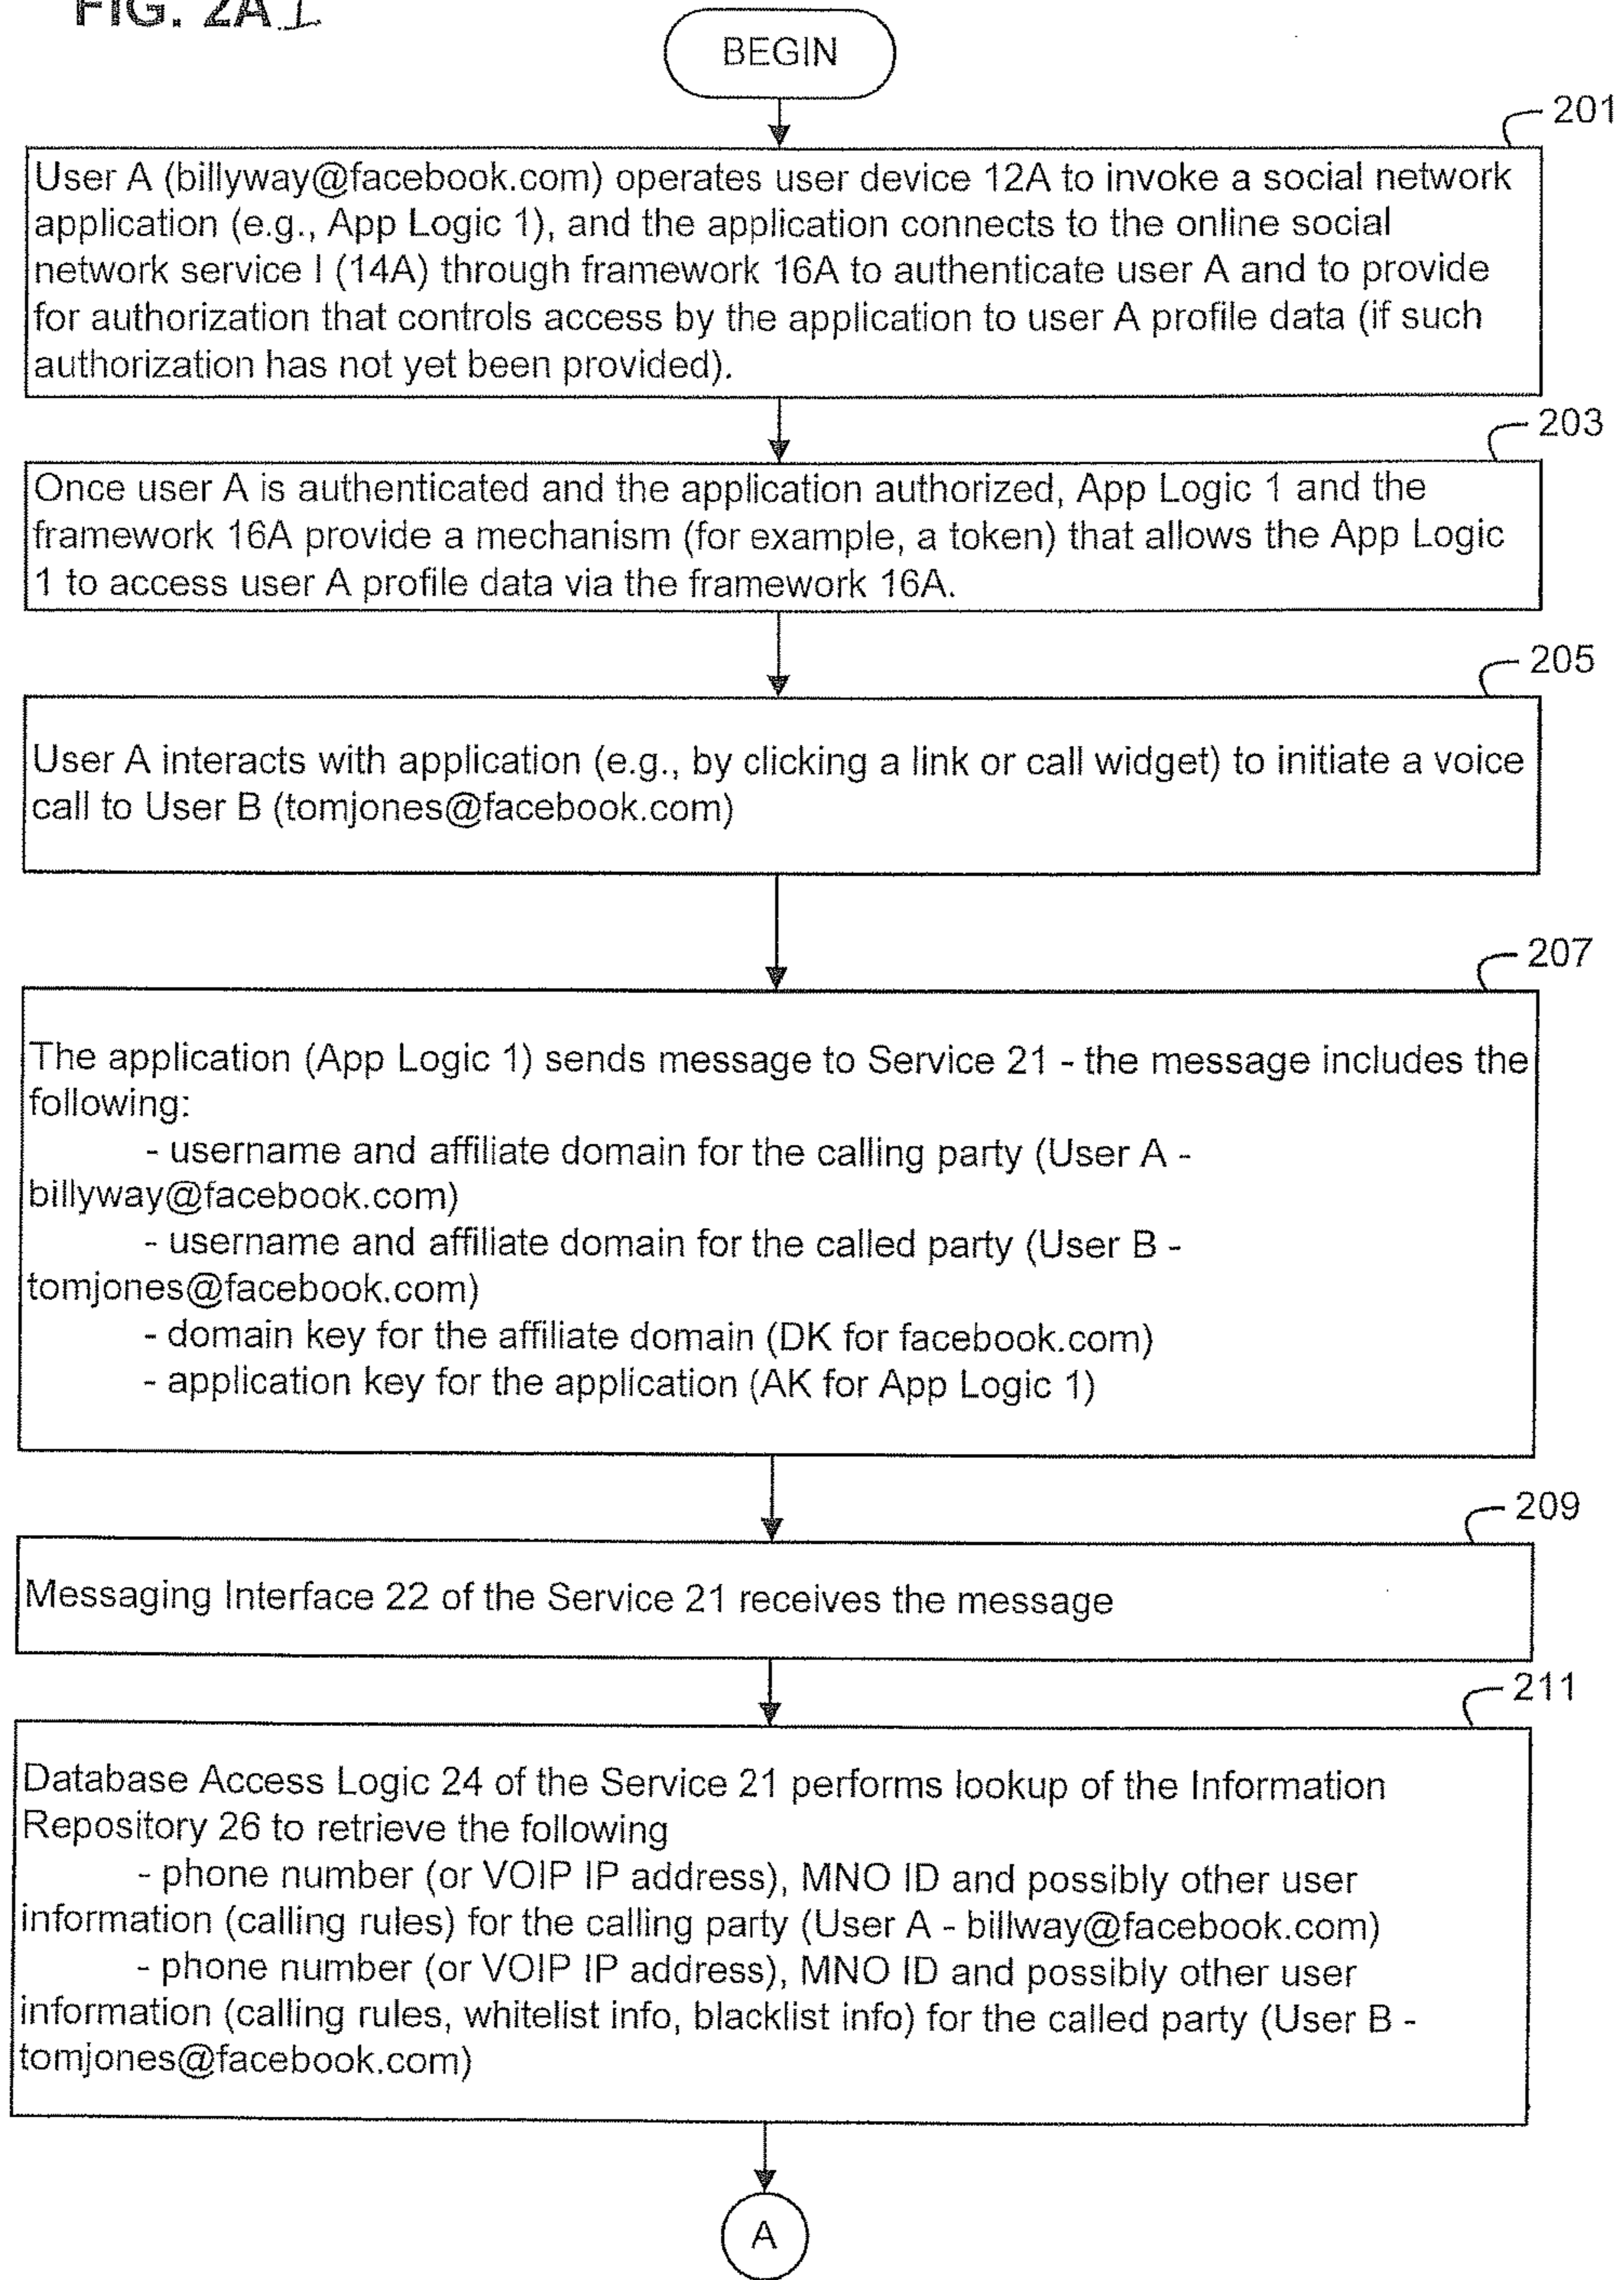 FIG. 2A1
BEGIN
201
User A (billyway@facebook.com) operates user device 12A to invoke a social network
application (e.g., App Logic 1), and the application connects to the online social
network service I (14A) through framework 16A to authenticate user A and to provide
for authorization that controls access by the application to user A profile data (if such
authorization has not yet been provided).
203
Once user A is authenticated and the application authorized, App Logic 1 and the
framework 16A provide a mechanism (for example, a token) that allows the App Logic
1 to access user A profile data via the framework 16A.
205
User A interacts with application (e.g., by clicking a link or call widget) to initiate a voice
call to User B (tomjones@facebook.com)
207
The application (App Logic 1) sends message to Service 21 - the message includes the
following:
- username and affiliate domain for the calling party (User A -
billyway@facebook.com)
- username and affiliate domain for the called party (User B -
tomjones@facebook.com)
- domain key for the affiliate domain (DK for facebook.com)
- application key for the application (AK for App Logic 1)
209
Messaging Interface 22 of the Service 21 receives the message
211
Database Access Logic 24 of the Service 21 performs lookup of the Information
Repository 26 to retrieve the following
- phone number (or VOIP IP address), MNO ID and possibly other user
information (calling rules) for the calling party (User A - billway@facebook.com)
- phone number (or VOIP IP address), MNO ID and possibly other user
information (calling rules, whitelist info, blacklist info) for the called party (User B -
tomjones@facebook.com)
A